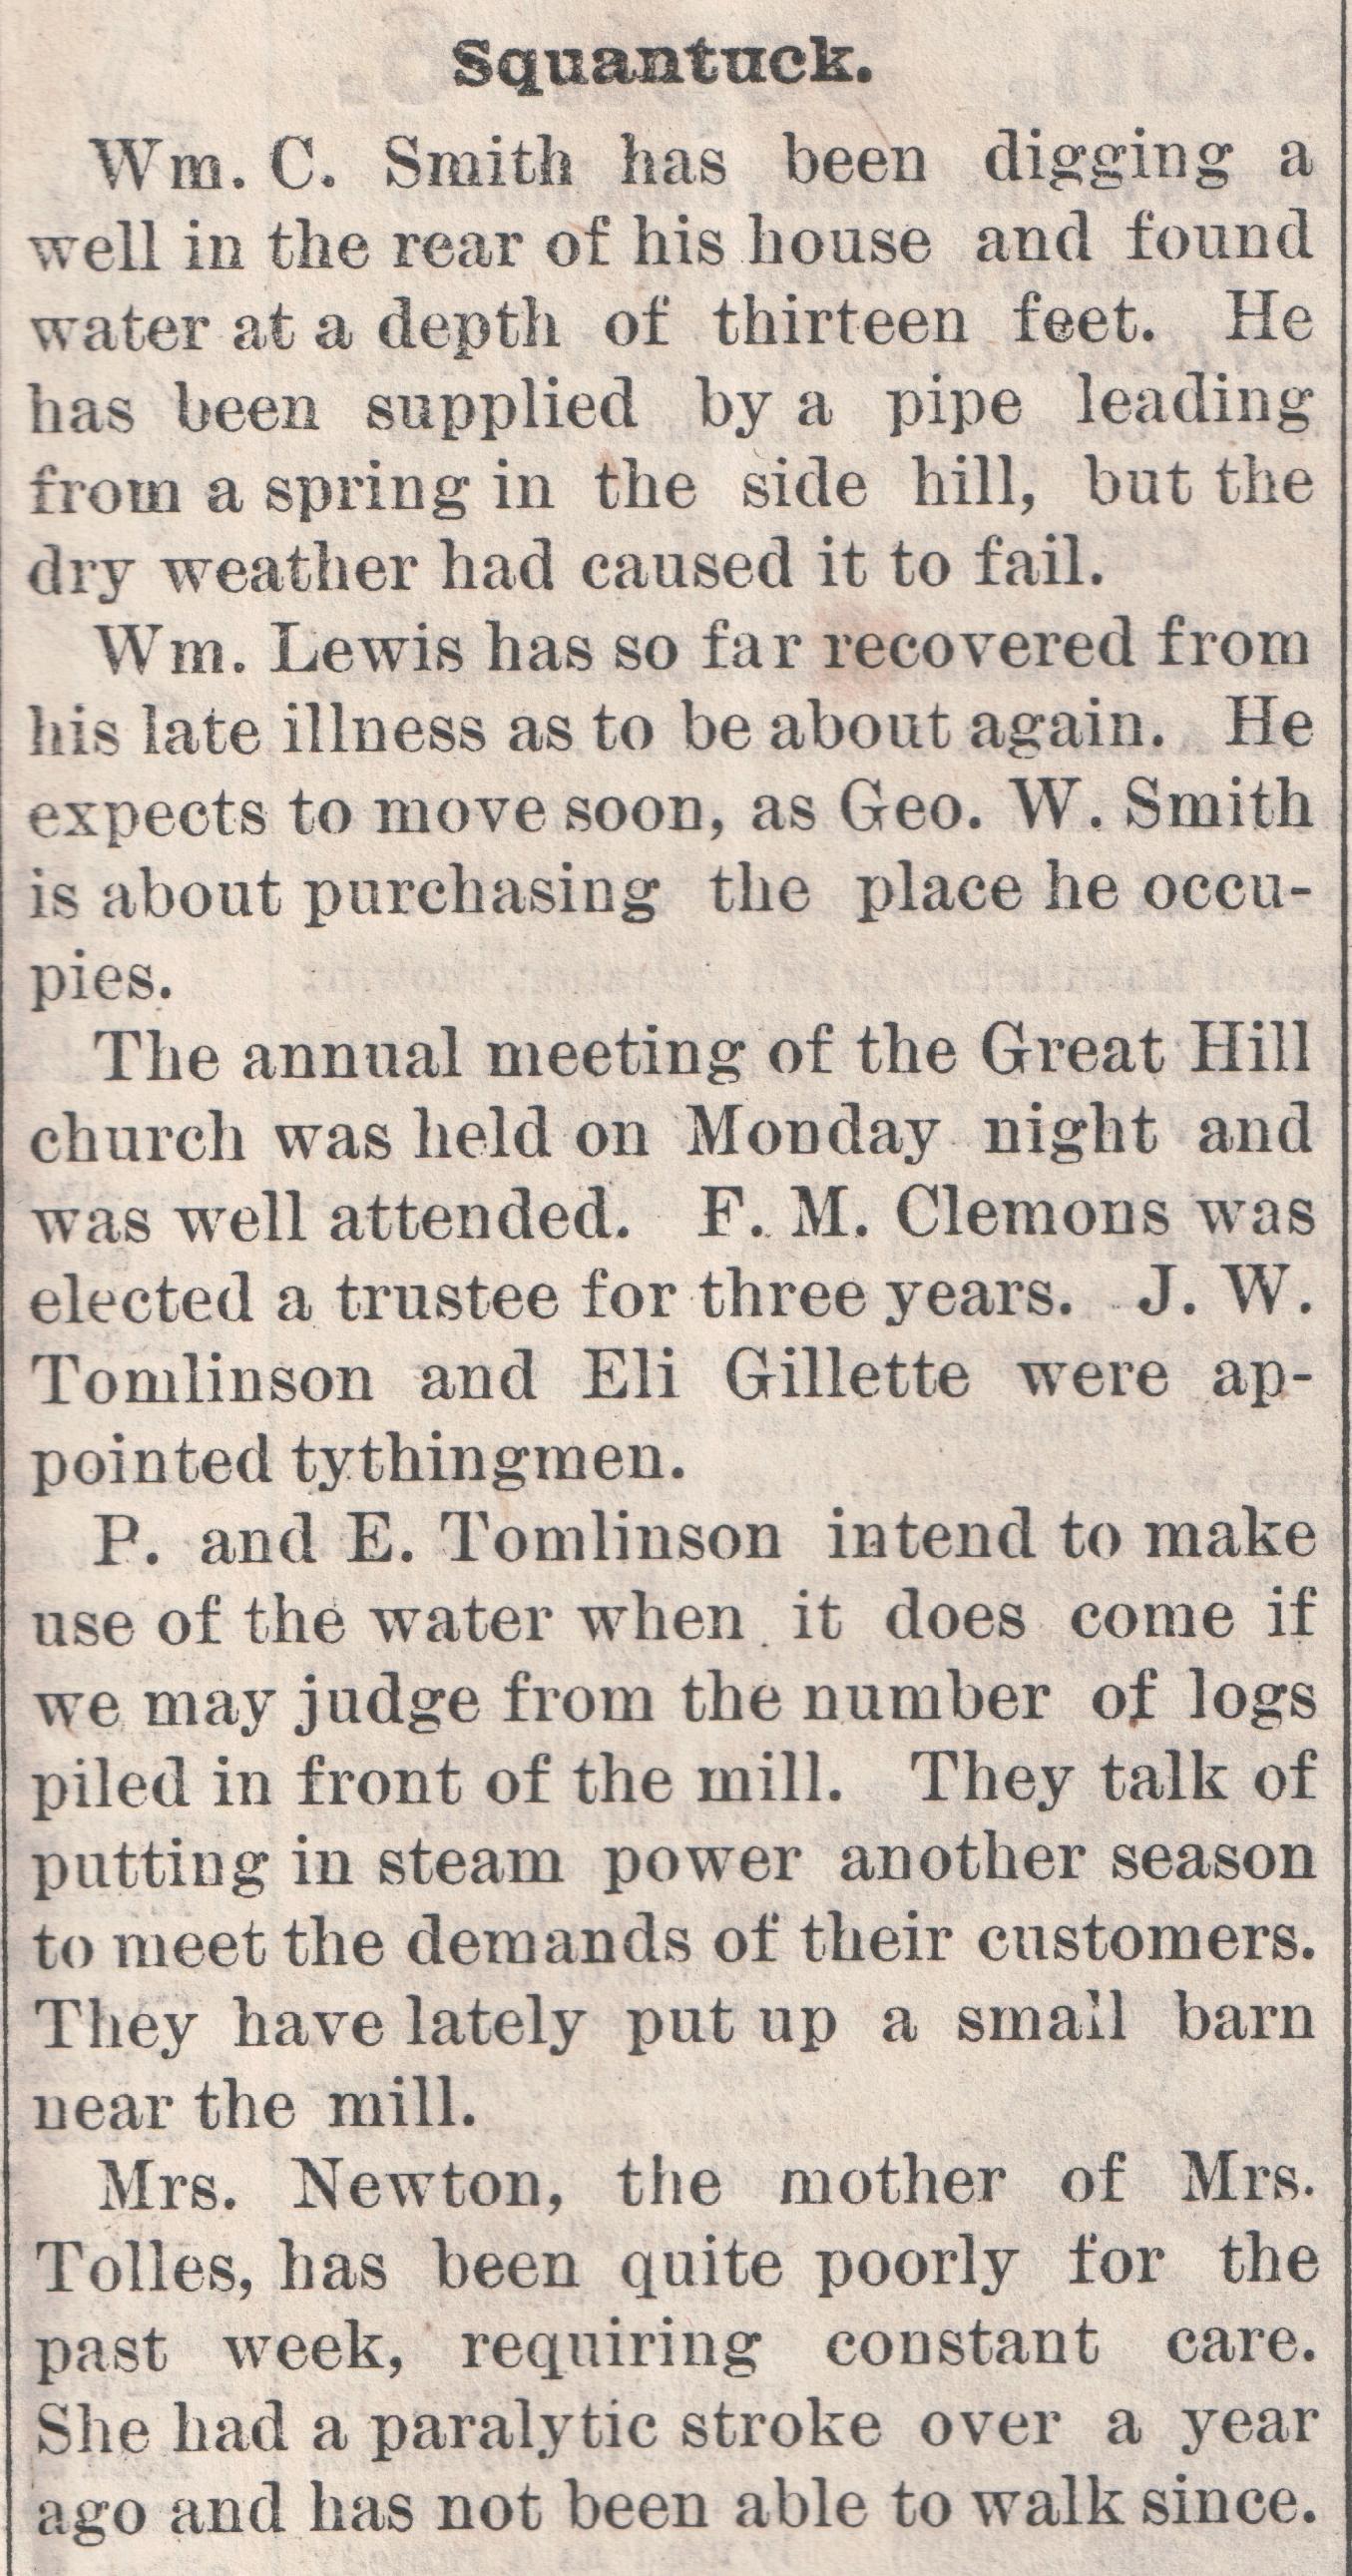 Squantuck.
Wm. C. Smith has been digging a
well in the rear of his house and found
water at a depth of thirteen feet. He
has been supplied by a pipe leading
from a spring in the side hill, but the
dry weather had caused it to fail.
Wm. Lewis has so far recovered from
his late illness as to be about again. He
expects to move soon, as Geo. W. Smith
is about purchasing the place he occu-
pies.
The annual meeting of the Great Hill
church was held on Monday night and
was well attended. F. M. Clemons was
elected a trustee for three years. J. W.
Tomlinson and Eli Gillette were ap-
pointed tythingmen.
P. and E. Tomlinson intend to make
use of the water when it does come if
we may judge from the number of logs
piled in front of the mill. They talk of
putting in steam power another season
to meet the demands of their customers.
They have lately put up a small barn
near the mill.
Mrs. Newton, the mother of Mrs.
Tolles, has been quite poorly for the
past week, requiring constant care.
She had a paralytic stroke over a year
ago and has not been able to walk since.